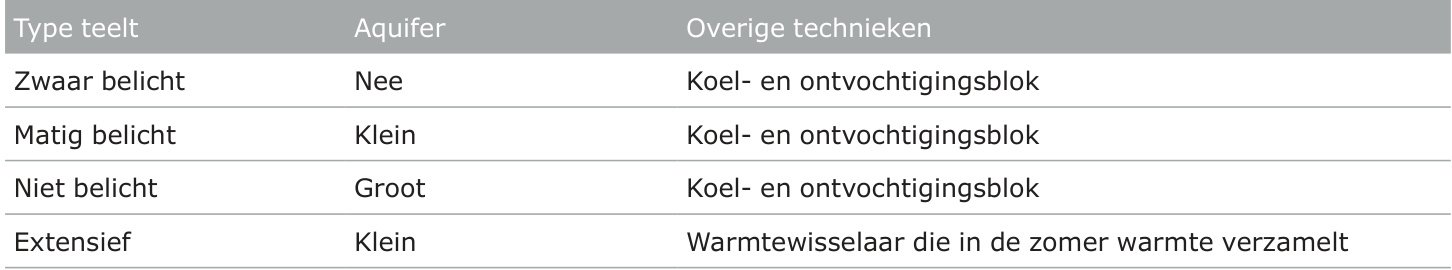 Type teelt Aquifer Overige technieken
Zwaar belicht Nee Koel- en ontvochtigingsblok
Matig belicht Klein Koel- en ontvochtigingsblok
Niet belicht Groot Koel- en ontvochtigingsblok
Extensief Klein Warmtewisselaar die in de zomer warmte verzamelt